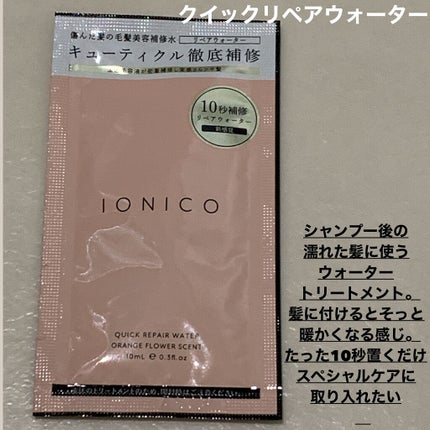 クイックリペアウォーター
傷んだ髪の毛髪美容補修水
リペアウォーター
キューティクル徹底補修
10秒補修
リペアウォーター
新感覚
IONICO
QUICK REPAIR WATER
ORANGE FLOWER SCENT
10mL e 0.3fl.oz
シャンプー後の
濡れた髪に使う
ウォーター
トリートメント。
髪に付けるとそっと
暖かくなる感じ。
たった10秒置くだけ
スペシャルケアに
取り入れたい